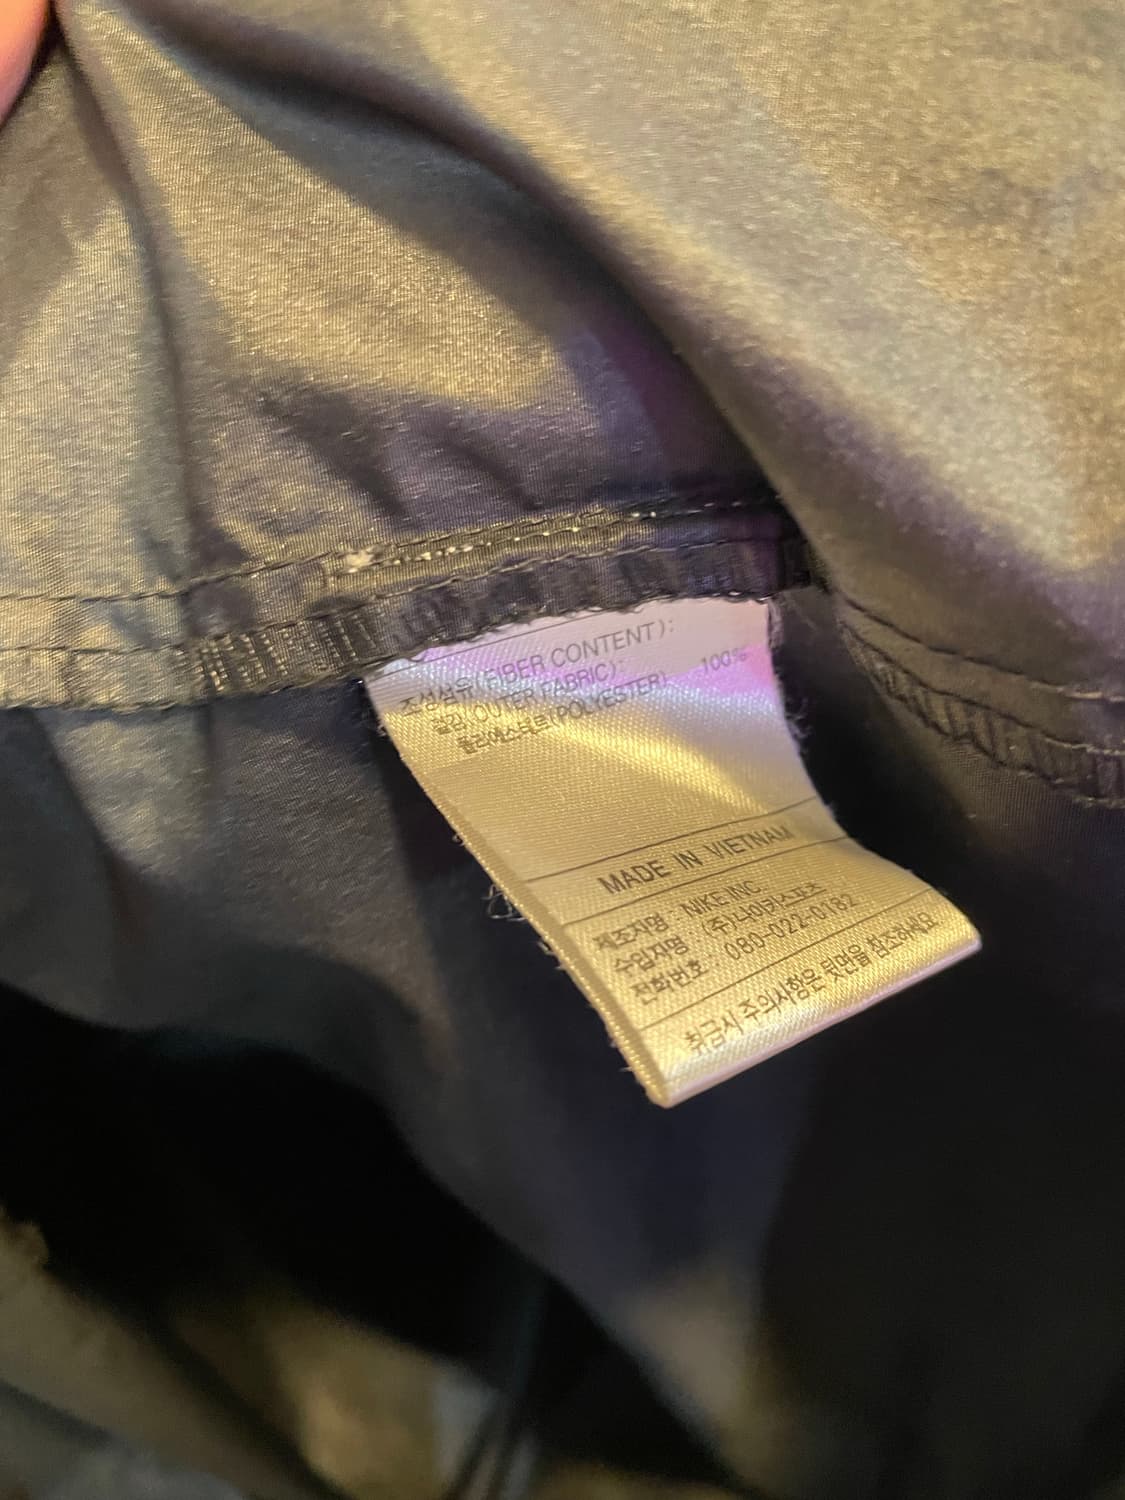 조성섬유(FIBER CONTENT):
겉감(OUTER FABRIC):
폴리에스터르(POLYESTER) 100%
MADE IN VIETNAM
제조자명 : NIKE INC
수입자명 : (주)나이키스포츠
전화번호 : 080-022-0182
취급시 주의사항은 뒷면을 참조하세요